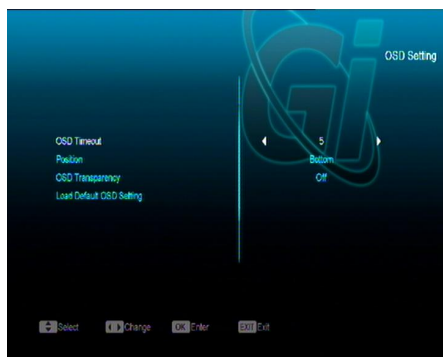 Gi
OSD Setting
OSD Timeout 5
Position Bottom
OSD Transparency Off
Load Default OSD Setting
Select Change OK Enter EXIT Exit